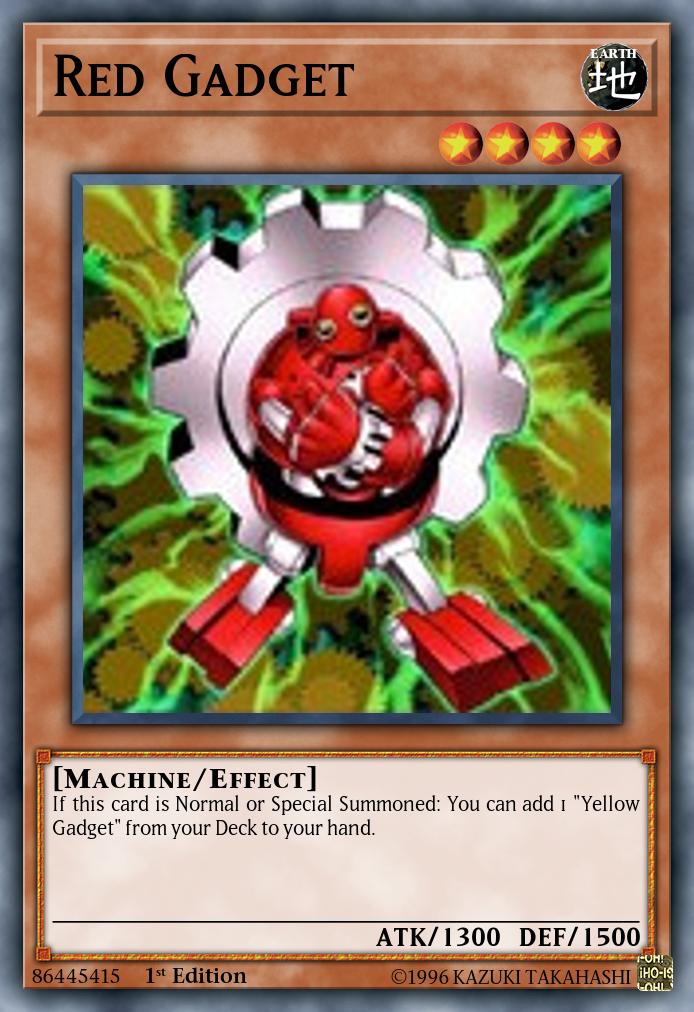 RED GADGET
EARTH
地
[MACHINE/EFFECT]
If this card is Normal or Special Summoned: You can add 1 "Yellow
Gadget" from your Deck to your hand.
ATK/1300 DEF/1500
86445415 1st Edition ©1996 KAZUKI TAKAHASHI